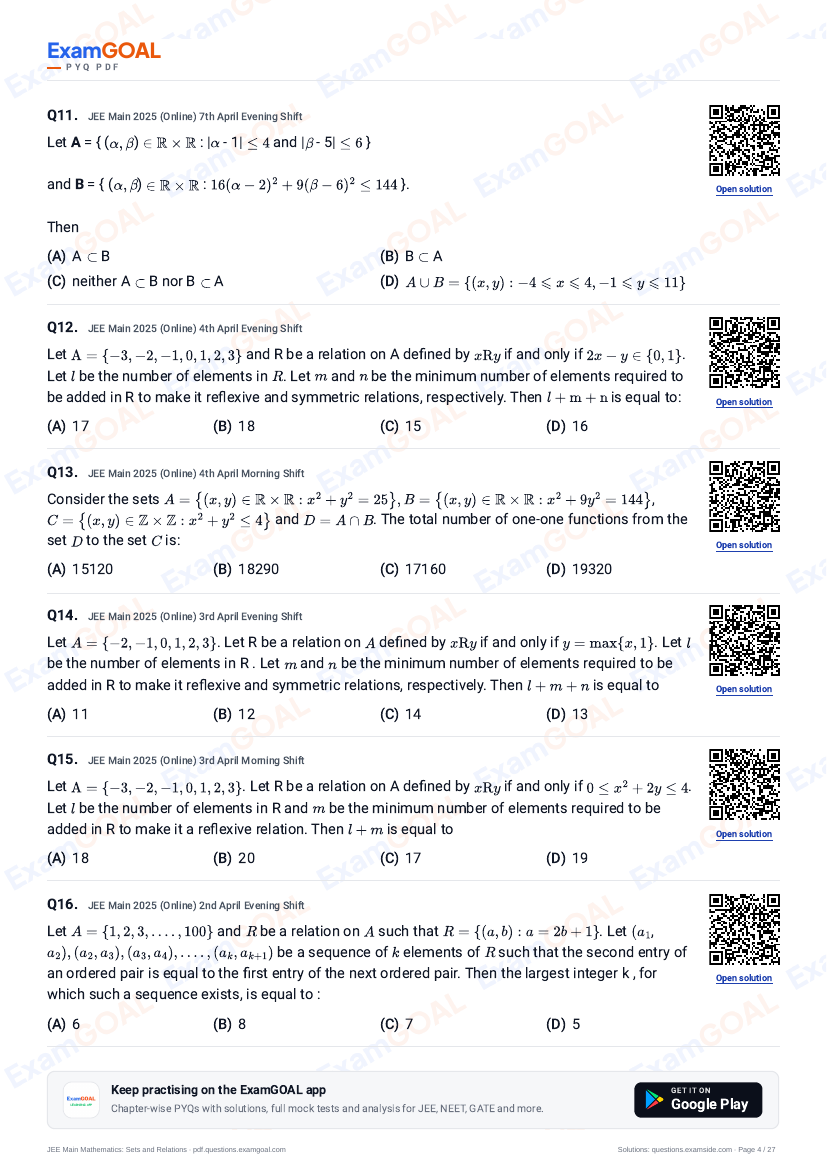 ExamGOAL
PYQ PDF
Q11. JEE Main 2025 (Online) 7th April Evening Shift
Let A = { (α, β) ∈ ℝ × ℝ : |α - 1| ≤ 4 and |β - 5| ≤ 6 }
and B = { (α, β) ∈ ℝ × ℝ : 16(α − 2)² + 9(β − 6)² ≤ 144 }.
Then
(A) A ⊂ B (B) B ⊂ A
(C) neither A ⊂ B nor B ⊂ A (D) A ∪ B = {(x, y) : −4 ⩽ x ⩽ 4, −1 ⩽ y ⩽ 11}
Open solution
Q12. JEE Main 2025 (Online) 4th April Evening Shift
Let A = {−3, −2, −1, 0, 1, 2, 3} and R be a relation on A defined by xRy if and only if 2x − y ∈ {0, 1}.
Let l be the number of elements in R. Let m and n be the minimum number of elements required to
be added in R to make it reflexive and symmetric relations, respectively. Then l + m + n is equal to:
(A) 17 (B) 18 (C) 15 (D) 16
Open solution
Q13. JEE Main 2025 (Online) 4th April Morning Shift
Consider the sets A = {(x, y) ∈ ℝ × ℝ : x² + y² = 25}, B = {(x, y) ∈ ℝ × ℝ : x² + 9y² = 144},
C = {(x, y) ∈ ℤ × ℤ : x² + y² ≤ 4} and D = A ∩ B. The total number of one-one functions from the
set D to the set C is:
(A) 15120 (B) 18290 (C) 17160 (D) 19320
Open solution
Q14. JEE Main 2025 (Online) 3rd April Evening Shift
Let A = {−2, −1, 0, 1, 2, 3}. Let R be a relation on A defined by xRy if and only if y = max{x, 1}. Let l
be the number of elements in R . Let m and n be the minimum number of elements required to be
added in R to make it reflexive and symmetric relations, respectively. Then l + m + n is equal to
(A) 11 (B) 12 (C) 14 (D) 13
Open solution
Q15. JEE Main 2025 (Online) 3rd April Morning Shift
Let A = {−3, −2, −1, 0, 1, 2, 3}. Let R be a relation on A defined by xRy if and only if 0 ≤ x² + 2y ≤ 4.
Let l be the number of elements in R and m be the minimum number of elements required to be
added in R to make it a reflexive relation. Then l + m is equal to
(A) 18 (B) 20 (C) 17 (D) 19
Open solution
Q16. JEE Main 2025 (Online) 2nd April Evening Shift
Let A = {1, 2, 3, . . . . , 100} and R be a relation on A such that R = {(a, b) : a = 2b + 1}. Let (a₁,
a₂), (a₂, a₃), (a₃, a₄), . . . . , (aₖ, aₖ₊₁) be a sequence of k elements of R such that the second entry of
an ordered pair is equal to the first entry of the next ordered pair. Then the largest integer k , for
which such a sequence exists, is equal to :
(A) 6 (B) 8 (C) 7 (D) 5
Open solution
ExamGOAL
Keep practising on the ExamGOAL app
Chapter-wise PYQs with solutions, full mock tests and analysis for JEE, NEET, GATE and more.
GET IT ON
Google Play
JEE Main Mathematics: Sets and Relations · pdf.questions.examgoal.com
Solutions: questions.examside.com · Page 4 / 27